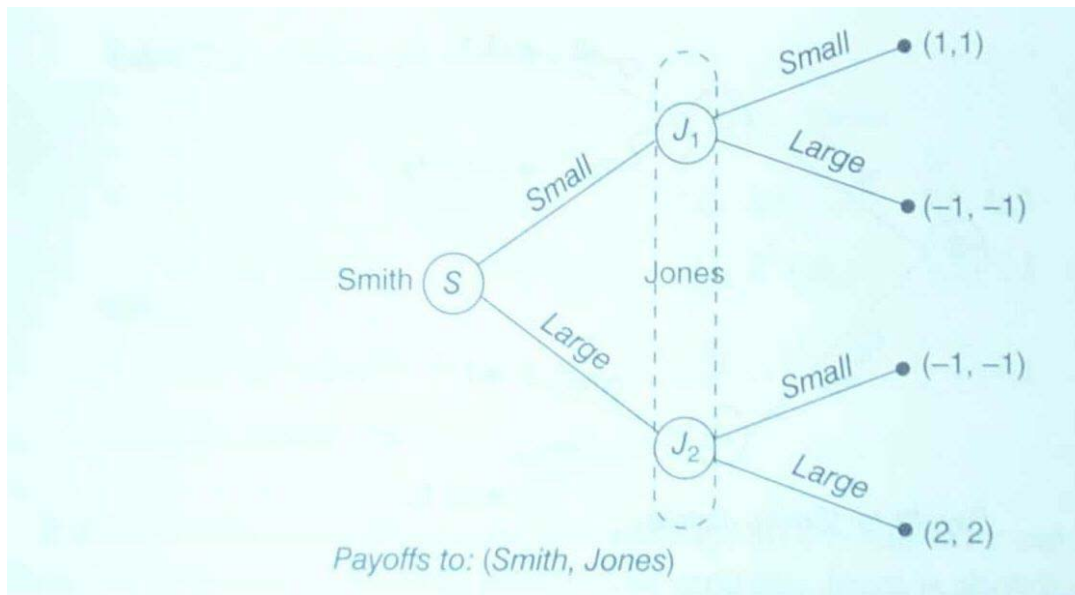 Small
(1,1)
J1
Large
Small
(–1, –1)
Smith
S
Jones
Large
Small
(–1, –1)
J2
Large
(2, 2)
Payoffs to: (Smith, Jones)